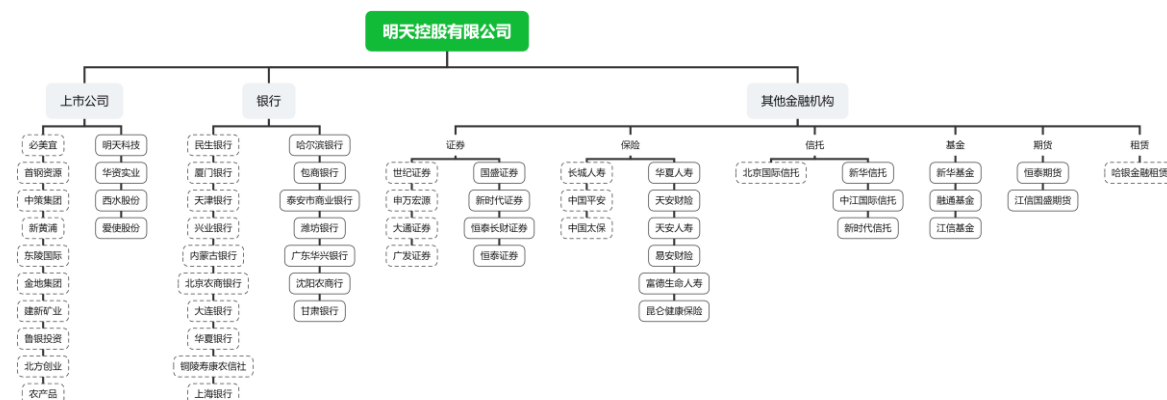 明天控股有限公司
上市公司
银行
其他金融机构
必美宜
首钢资源
中策集团
新黄浦
东陵国际
金地集团
建新矿业
鲁银投资
北方创业
农产品
明天科技
华资实业
西水股份
爱使股份
民生银行
厦门银行
天津银行
兴业银行
内蒙古银行
北京农商银行
大连银行
华夏银行
铜陵寿康农信社
上海银行
哈尔滨银行
包商银行
泰安市商业银行
潍坊银行
广东华兴银行
沈阳农商行
甘肃银行
证券
世纪证券
申万宏源
大通证券
广发证券
国盛证券
新时代证券
恒泰长财证券
恒泰证券
保险
长城人寿
中国平安
中国太保
华夏人寿
天安财险
天安人寿
易安财险
富德生命人寿
昆仑健康保险
信托
北京国际信托
新华信托
中江国际信托
新时代信托
基金
新华基金
融通基金
江信基金
期货
恒泰期货
江信国盛期货
租赁
哈银金融租赁